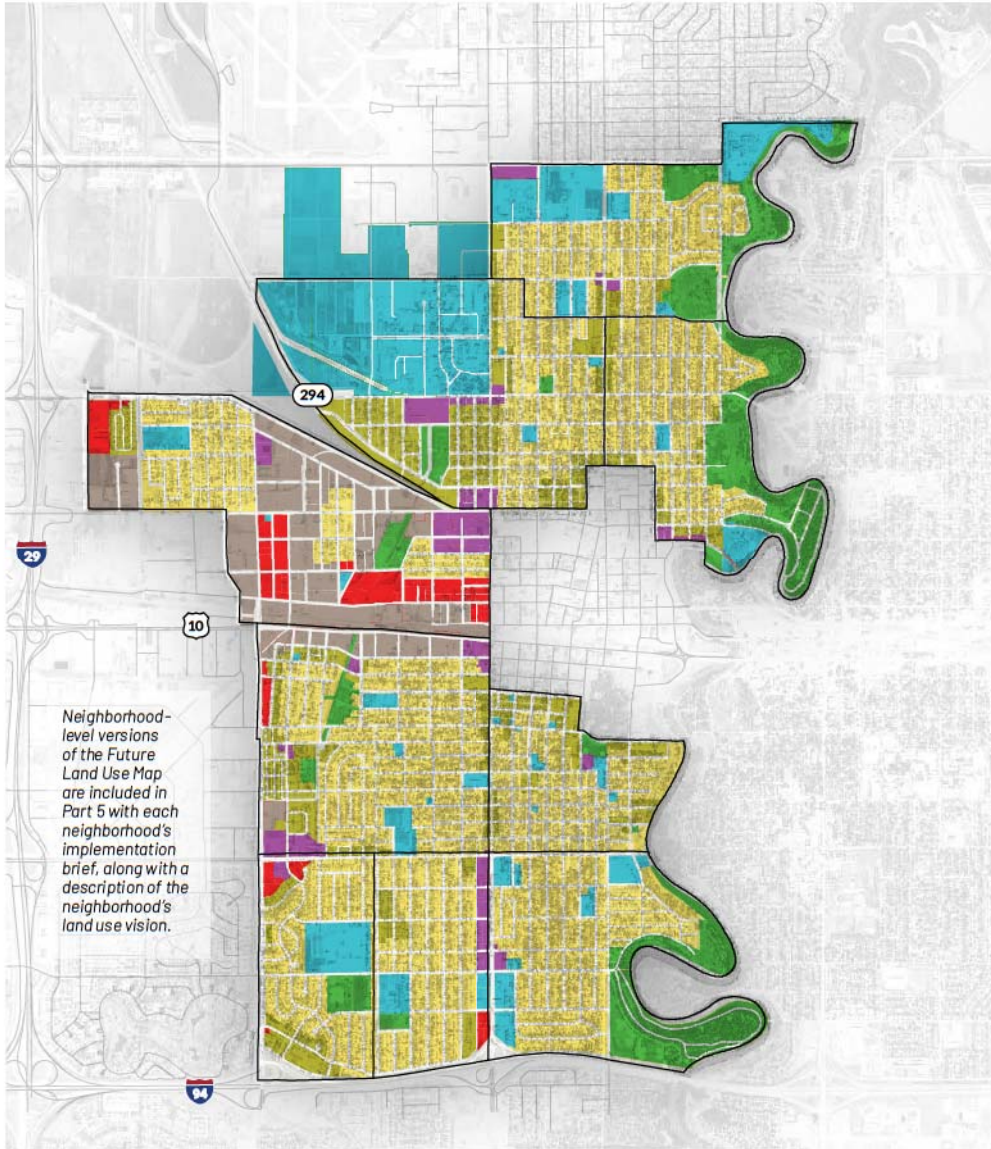 294
29
10
Neighborhood-
level versions
of the Future
Land Use Map
are included in
Part 5 with each
neighborhood's
implementation
brief, along with a
description of the
neighborhood's
land use vision.
94